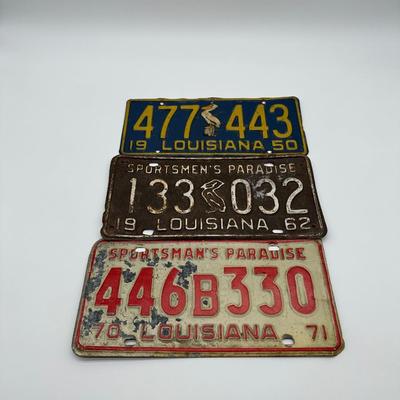 477 443
19 LOUISIANA 50
SPORTSMEN'S PARADISE
133 032
19 LOUISIANA 62
SPORTSMAN'S PARADISE
446B330
70 LOUISIANA 71